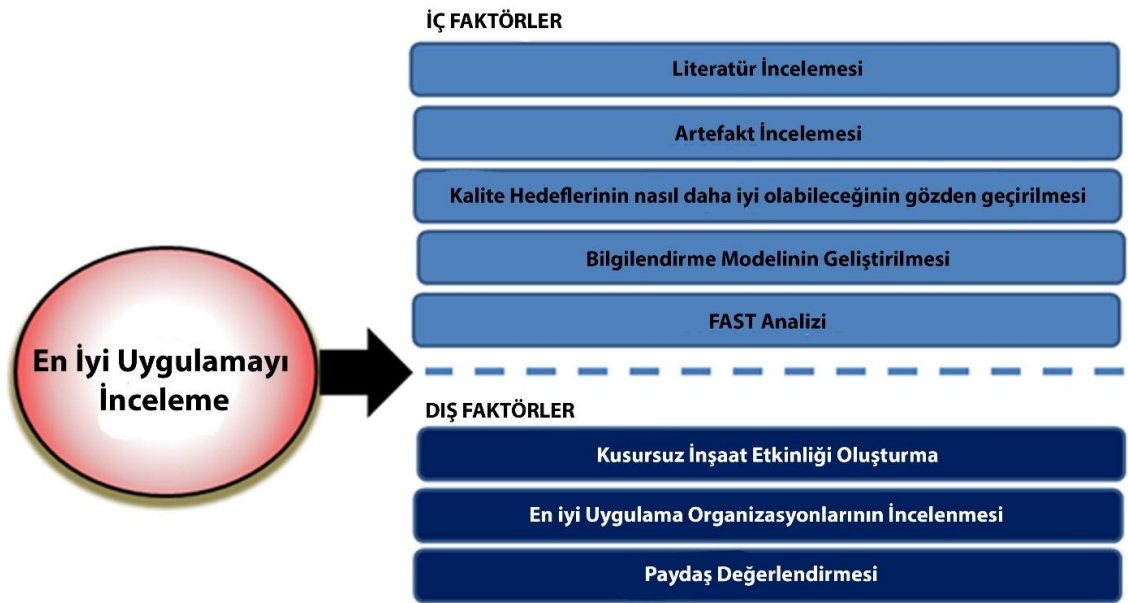 İÇ FAKTÖRLER
Literatür İncelemesi
Artefakt İncelemesi
Kalite Hedeflerinin nasıl daha iyi olabileceğinin gözden geçirilmesi
Bilgilendirme Modelinin Geliştirilmesi
FAST Analizi
En İyi Uygulamayı
İnceleme
DIŞ FAKTÖRLER
Kusursuz İnşaat Etkinliği Oluşturma
En iyi Uygulama Organizasyonlarının İncelenmesi
Paydaş Değerlendirmesi